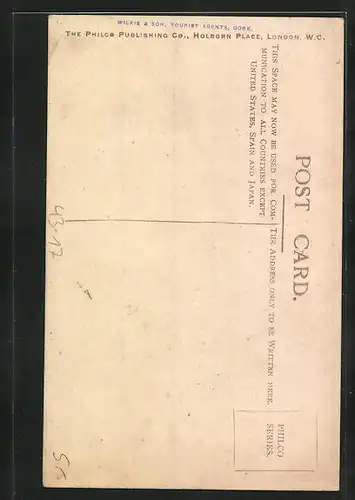 WILKIE & SON, TOURIST AGENTS, CORK.
THE PHILCO PUBLISHING CO., HOLBORN PLACE, LONDON, W.C.
POST CARD.
THIS SPACE MAY NOW BE USED FOR COM-
MUNICATION TO ALL COUNTRIES EXCEPT
UNITED STATES, SPAIN AND JAPAN.
THE ADDRESS ONLY TO BE WRITTEN HERE.
PHILCO
SERIES.
43-17